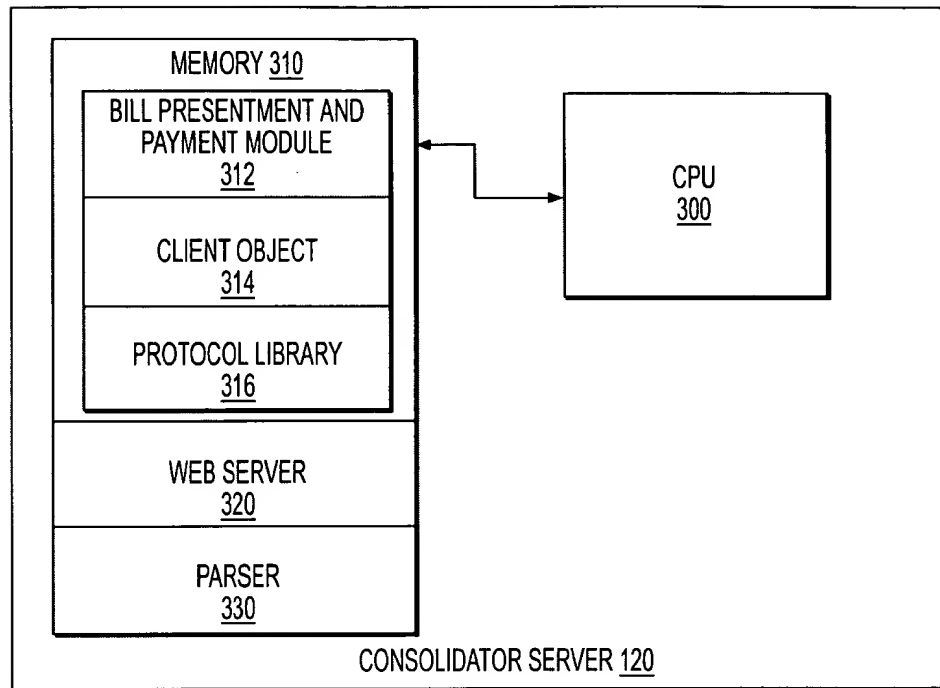 MEMORY 310
BILL PRESENTMENT AND
PAYMENT MODULE
312
CLIENT OBJECT
314
PROTOCOL LIBRARY
316
WEB SERVER
320
PARSER
330
CPU
300
CONSOLIDATOR SERVER 120